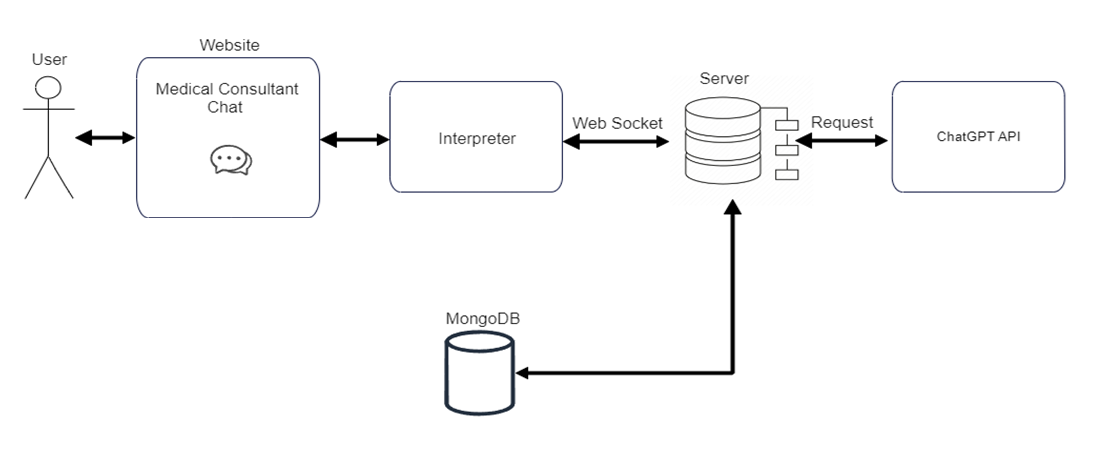 User
Website
Medical Consultant
Chat
Interpreter
Web Socket
Server
Request
ChatGPT API
MongoDB